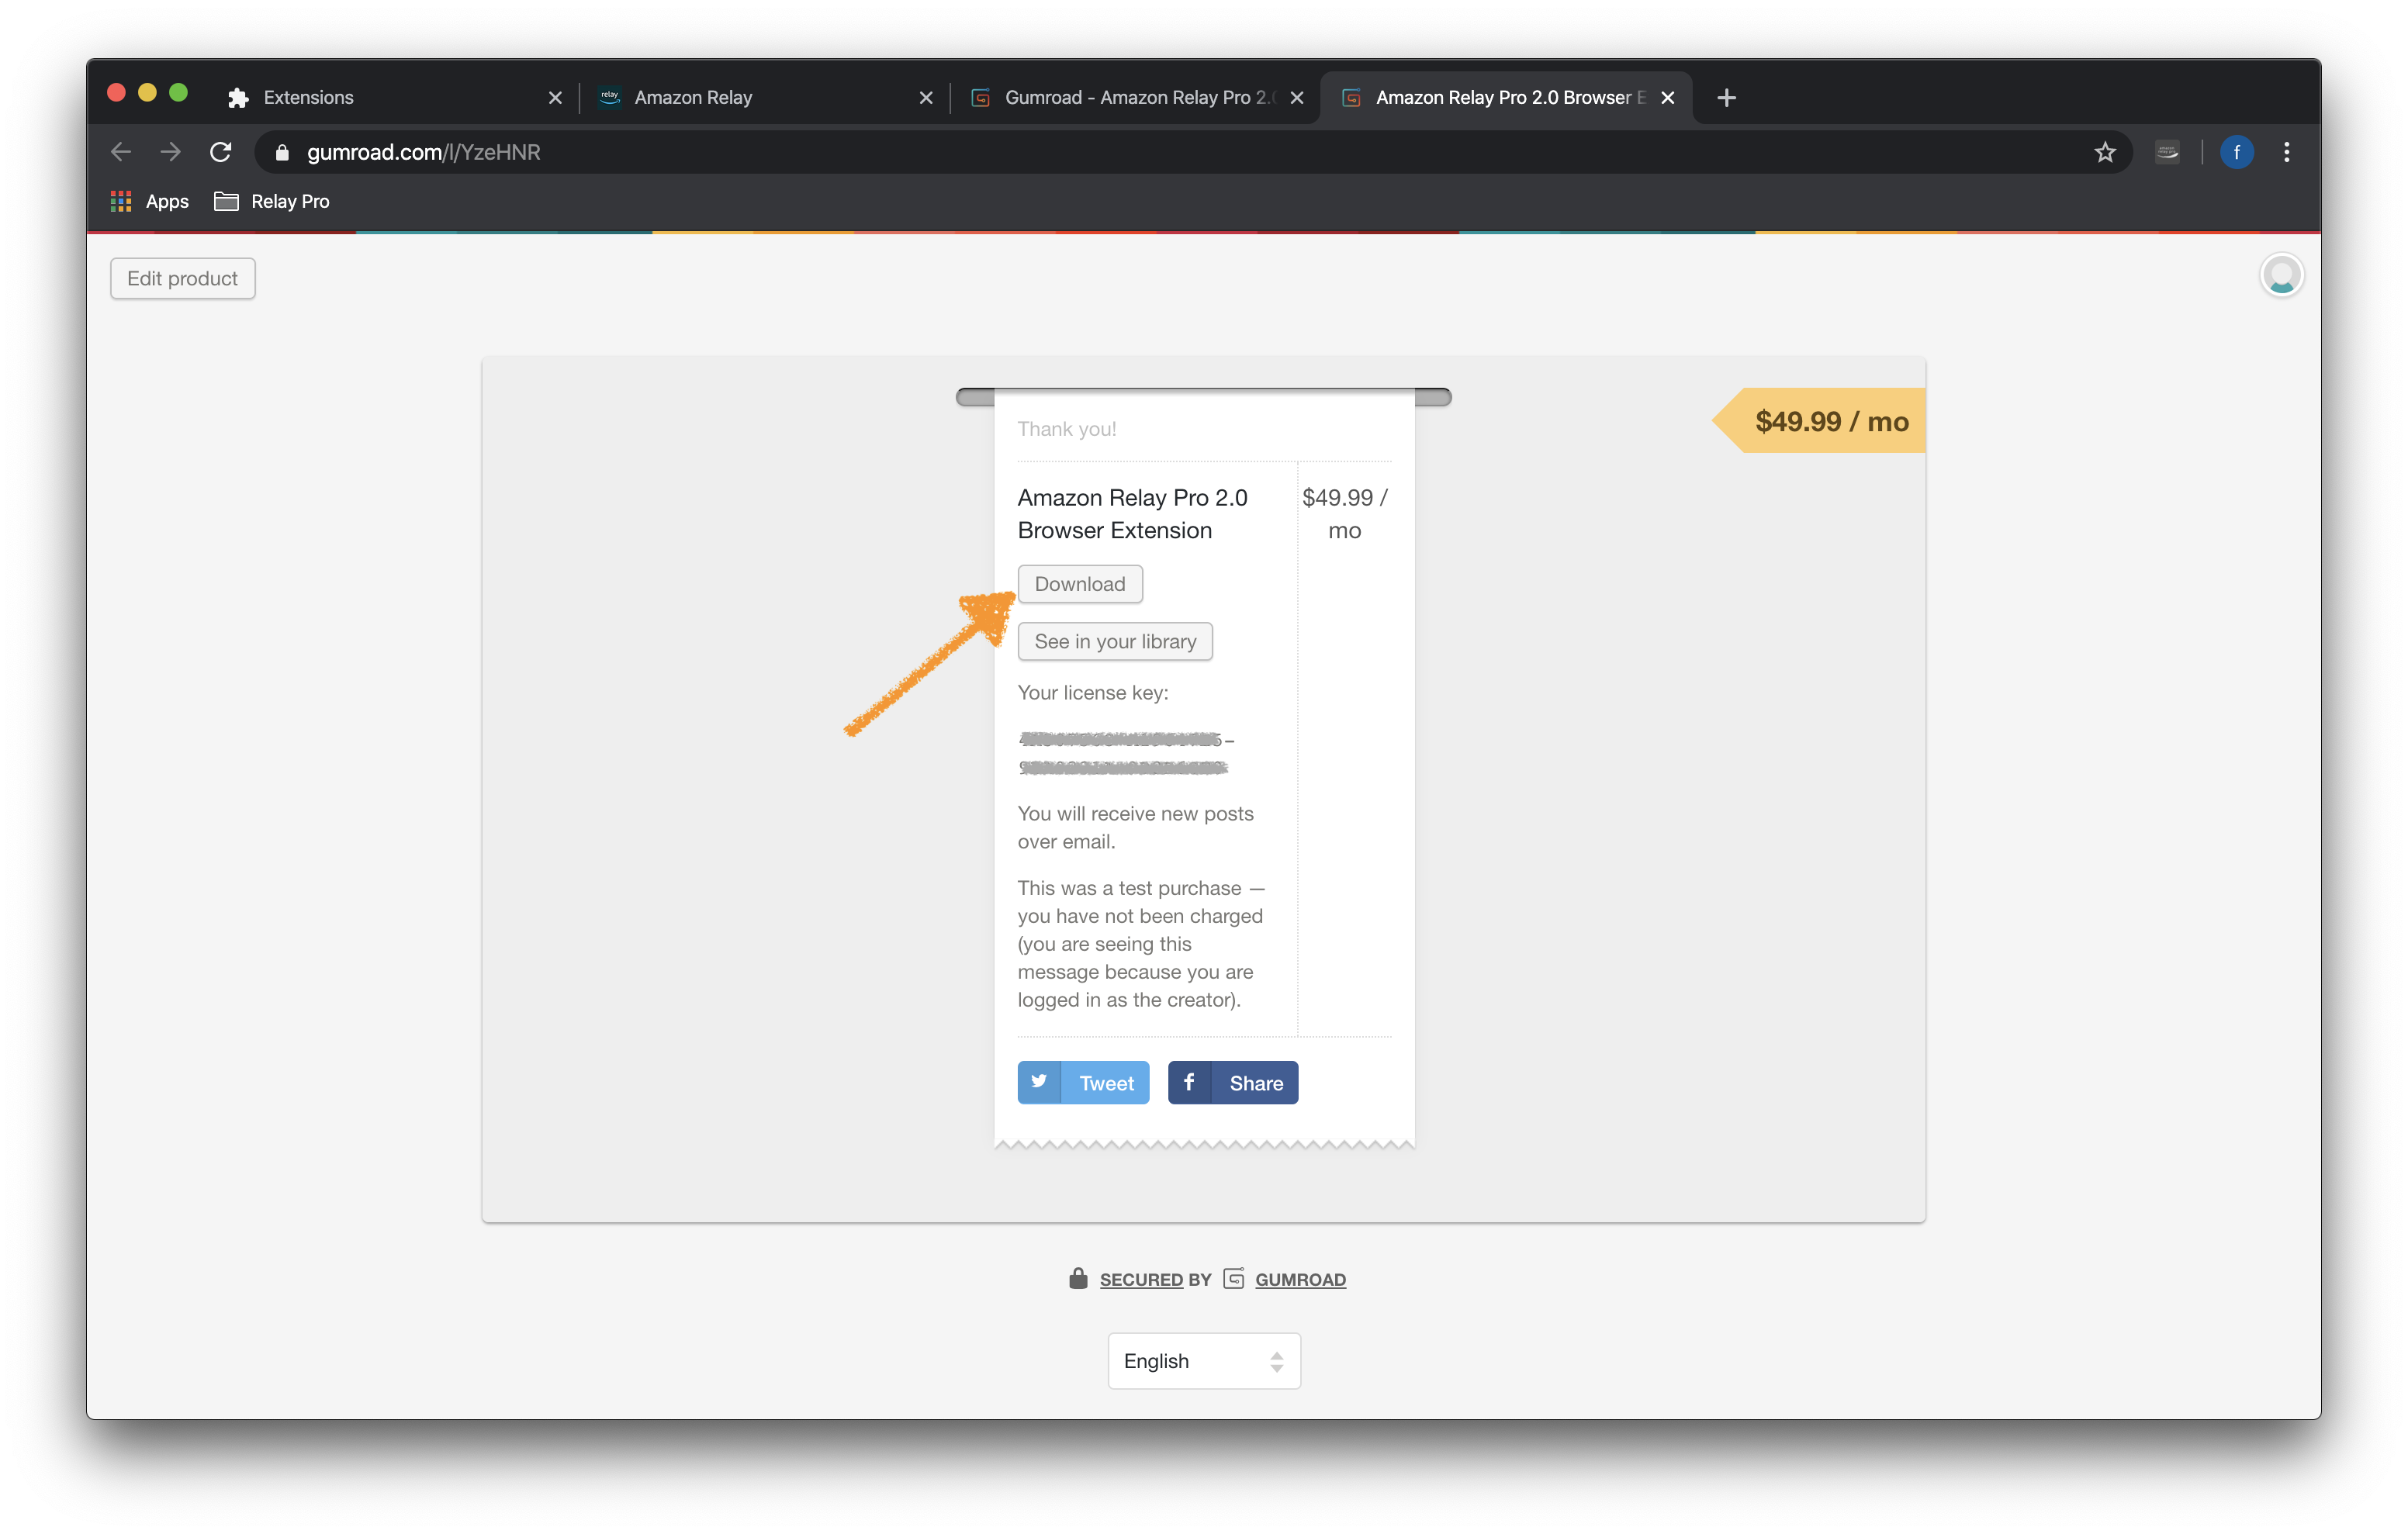 Extensions
Amazon Relay
Gumroad - Amazon Relay Pro 2.
Amazon Relay Pro 2.0 Browser E
gumroad.com/l/YzeHNR
f
Apps
Relay Pro
Edit product
$49.99 / mo
Thank you!
Amazon Relay Pro 2.0
Browser Extension
$49.99 /
mo
Download
See in your library
Your license key:
You will receive new posts
over email.
This was a test purchase —
you have not been charged
(you are seeing this
message because you are
logged in as the creator).
Tweet
Share
SECURED BY GUMROAD
English